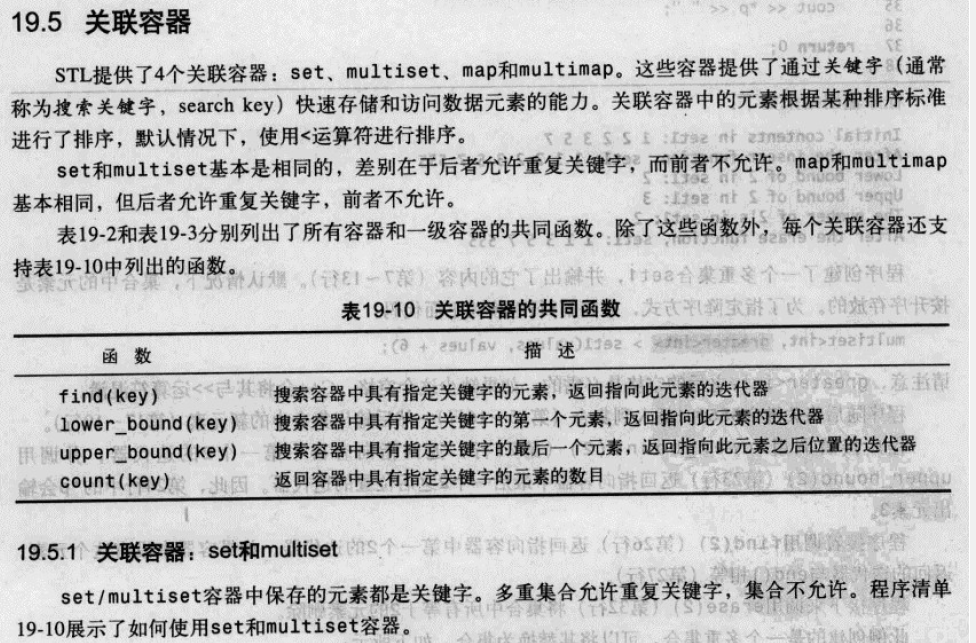 19.5 关联容器
STL提供了4个关联容器：set、multiset、map和multimap。这些容器提供了通过关键字（通常
称为搜索关键字，search key）快速存储和访问数据元素的能力。关联容器中的元素根据某种排序标准
进行了排序，默认情况下，使用<运算符进行排序。
set和multiset基本是相同的，差别在于后者允许重复关键字，而前者不允许。map和multimap
基本相同，但后者允许重复关键字，前者不允许。
表19-2和表19-3分别列出了所有容器和一级容器的共同函数。除了这些函数外，每个关联容器还支
持表19-10中列出的函数。
表19-10 关联容器的共同函数
函 数 描 述
find(key) 搜索容器中具有指定关键字的元素，返回指向此元素的迭代器
lower_bound(key) 搜索容器中具有指定关键字的第一个元素，返回指向此元素的迭代器
upper_bound(key) 搜索容器中具有指定关键字的最后一个元素，返回指向此元素之后位置的迭代器
count(key) 返回容器中具有指定关键字的元素的数目
19.5.1 关联容器：set和multiset
set/multiset容器中保存的元素都是关键字。多重集合允许重复关键字，集合不允许。程序清单
19-10展示了如何使用set和multiset容器。